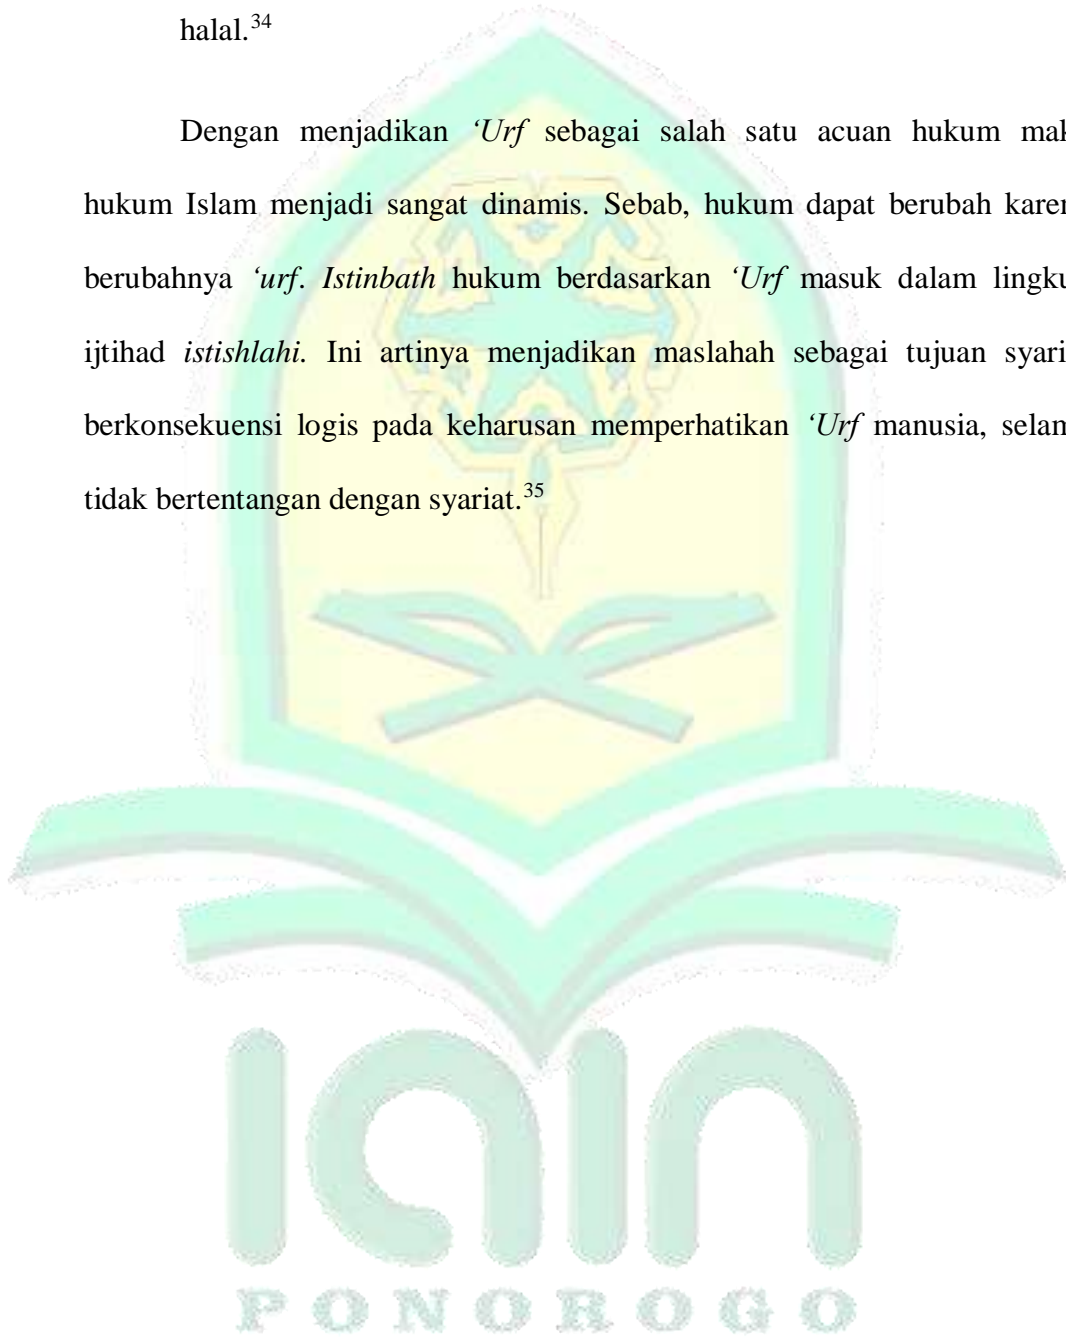 halal.34
Dengan menjadikan ‘Urf sebagai salah satu acuan hukum mak
hukum Islam menjadi sangat dinamis. Sebab, hukum dapat berubah karen
berubahnya ‘urf. Istinbath hukum berdasarkan ‘Urf masuk dalam lingku
ijtihad istishlahi. Ini artinya menjadikan maslahah sebagai tujuan syari
berkonsekuensi logis pada keharusan memperhatikan ‘Urf manusia, selam
tidak bertentangan dengan syariat.35
iain
PONOROGO